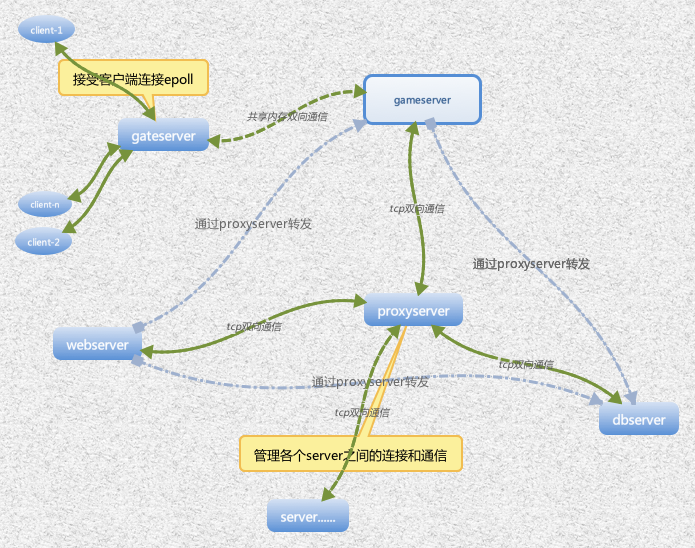 client-1
接受客户端连接epoll
gameserver
共享内存双向通信
gateserver
client-n
tcp双向通信
通过proxyserver转发
client-2
通过proxyserver转发
proxyserver
tcp双向通信
webserver
tcp双向通信
通过proxyserver转发
tcp双向通信
dbserver
管理各个server之间的连接和通信
server......